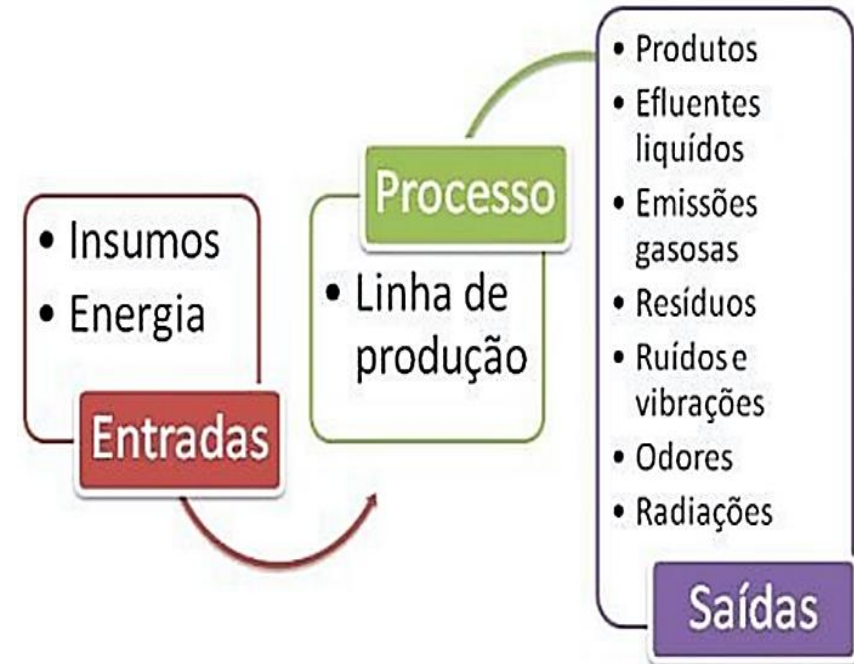 • Insumos
• Energia
Entradas
Processo
• Linha de
produção
• Produtos
• Efluentes
liquídos
• Emissões
gasosas
• Resíduos
• Ruídos e
vibrações
• Odores
• Radiações
Saídas